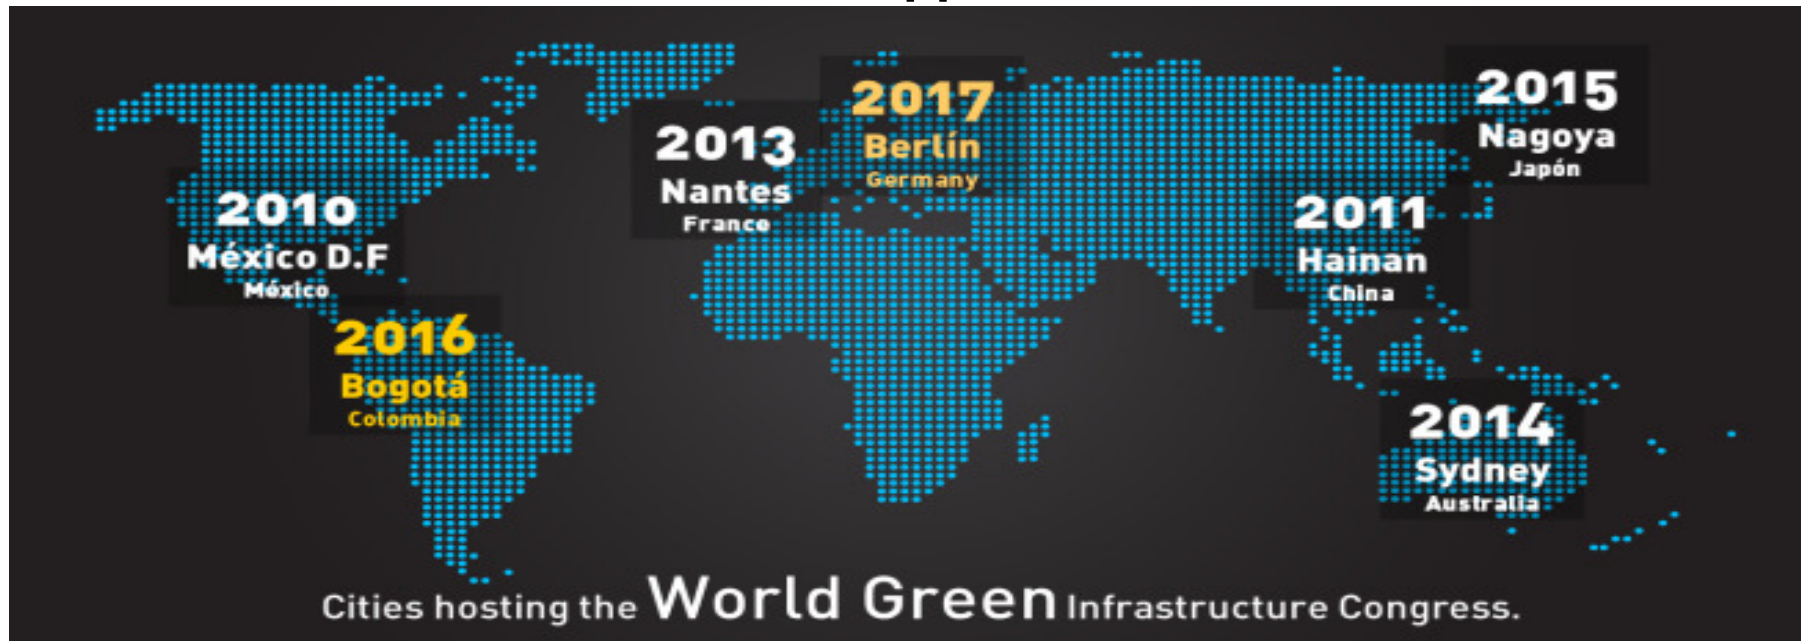 2010
México D.F
México
2016
Bogotá
Colombia
2013
Nantes
France
2017
Berlín
Germany
2015
Nagoya
Japón
2011
Hainan
China
2014
Sydney
Australia
Cities hosting the World Green Infrastructure Congress.